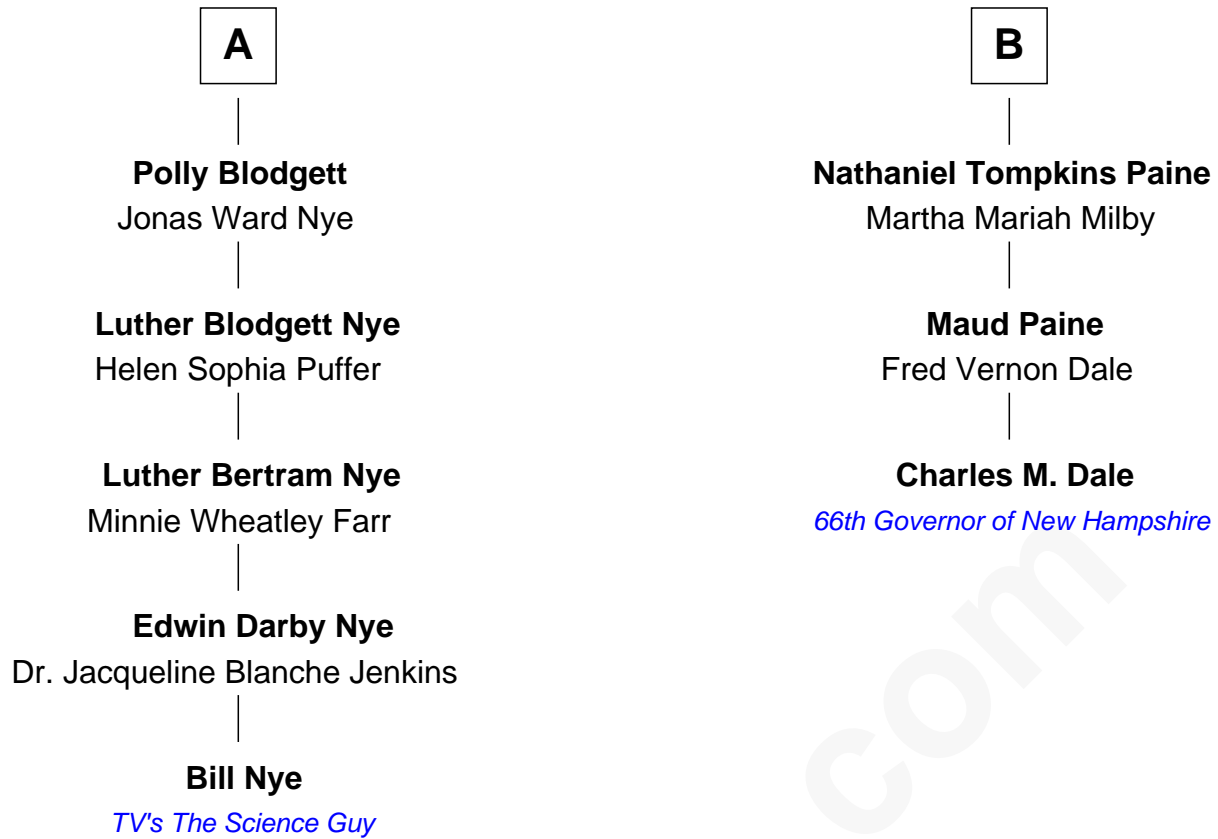 A
Polly Blodgett
Jonas Ward Nye
Luther Blodgett Nye
Helen Sophia Puffer
Luther Bertram Nye
Minnie Wheatley Farr
Edwin Darby Nye
Dr. Jacqueline Blanche Jenkins
Bill Nye
TV's The Science Guy
B
Nathaniel Tompkins Paine
Martha Mariah Milby
Maud Paine
Fred Vernon Dale
Charles M. Dale
66th Governor of New Hampshire
com